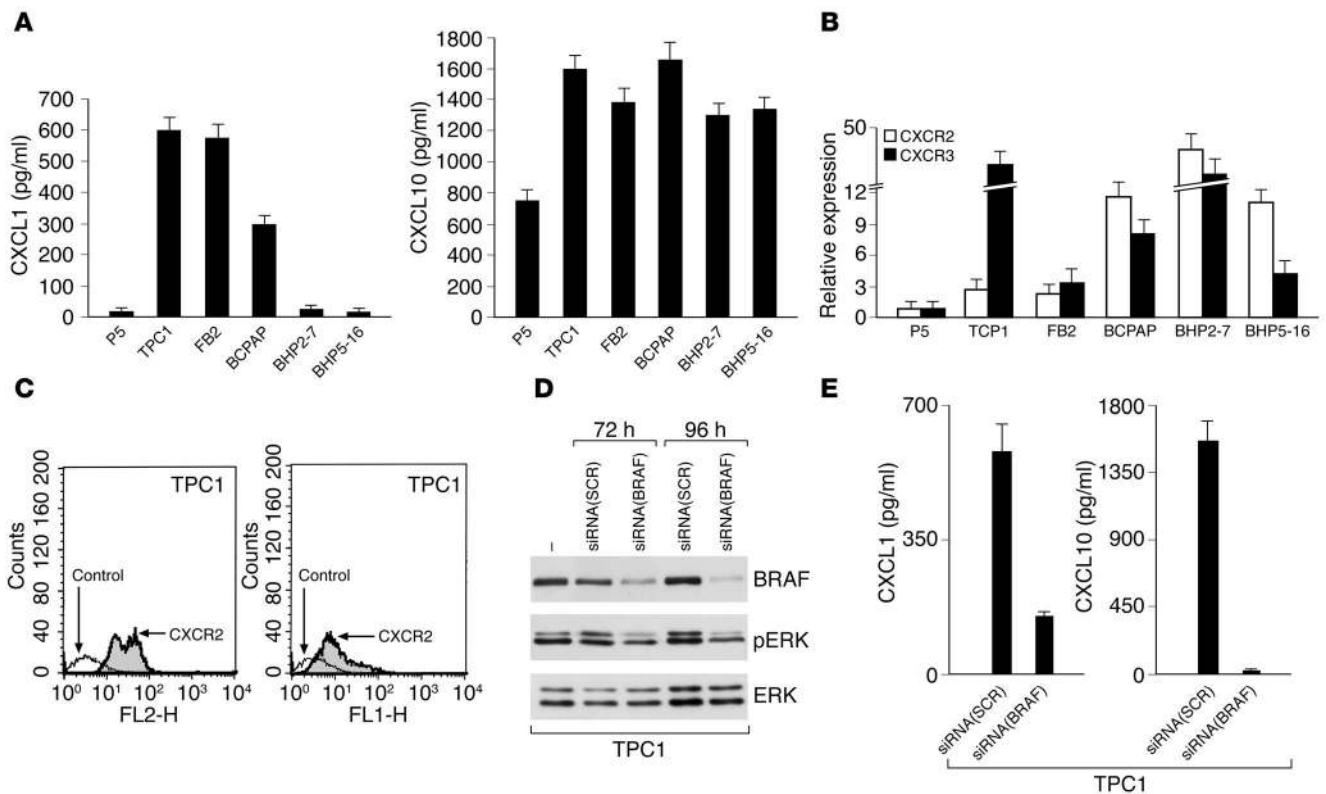 A
CXCL1 (pg/ml)
700
600
500
400
300
200
100
0
P5
TPC1
FB2
BCPAP
BHP2-7
BHP5-16
CXCL10 (pg/ml)
1800
1600
1400
1200
1000
800
600
400
200
0
P5
TPC1
FB2
BCPAP
BHP2-7
BHP5-16
B
Relative expression
50
12
9
6
3
0
CXCR2
CXCR3
P5
TCP1
FB2
BCPAP
BHP2-7
BHP5-16
C
Counts
200
160
120
80
40
0
TPC1
Control
CXCR2
10⁰ 10¹ 10² 10³ 10⁴
FL2-H
Counts
200
160
120
80
40
0
TPC1
Control
CXCR2
10⁰ 10¹ 10² 10³ 10⁴
FL1-H
D
72 h 96 h
– siRNA(SCR) siRNA(BRAF) siRNA(SCR) siRNA(BRAF)
BRAF
pERK
ERK
TPC1
E
CXCL1 (pg/ml)
700
350
0
siRNA(SCR)
siRNA(BRAF)
CXCL10 (pg/ml)
1800
1350
900
450
0
siRNA(SCR)
siRNA(BRAF)
TPC1